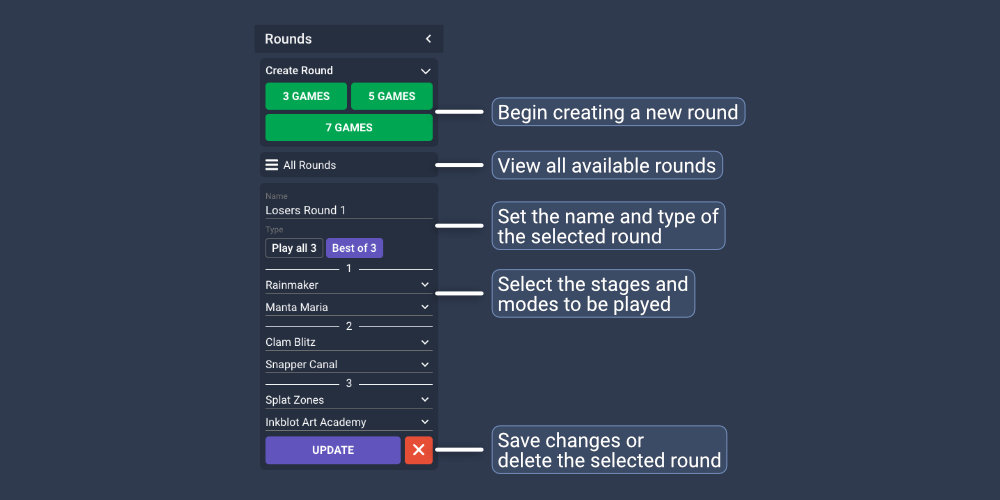 Rounds
Create Round
3 GAMES
5 GAMES
7 GAMES
Begin creating a new round
All Rounds
View all available rounds
Name
Losers Round 1
Type
Play all 3
Best of 3
Set the name and type of
the selected round
1
Rainmaker
Manta Maria
Select the stages and
modes to be played
2
Clam Blitz
Snapper Canal
3
Splat Zones
Inkblot Art Academy
UPDATE
Save changes or
delete the selected round